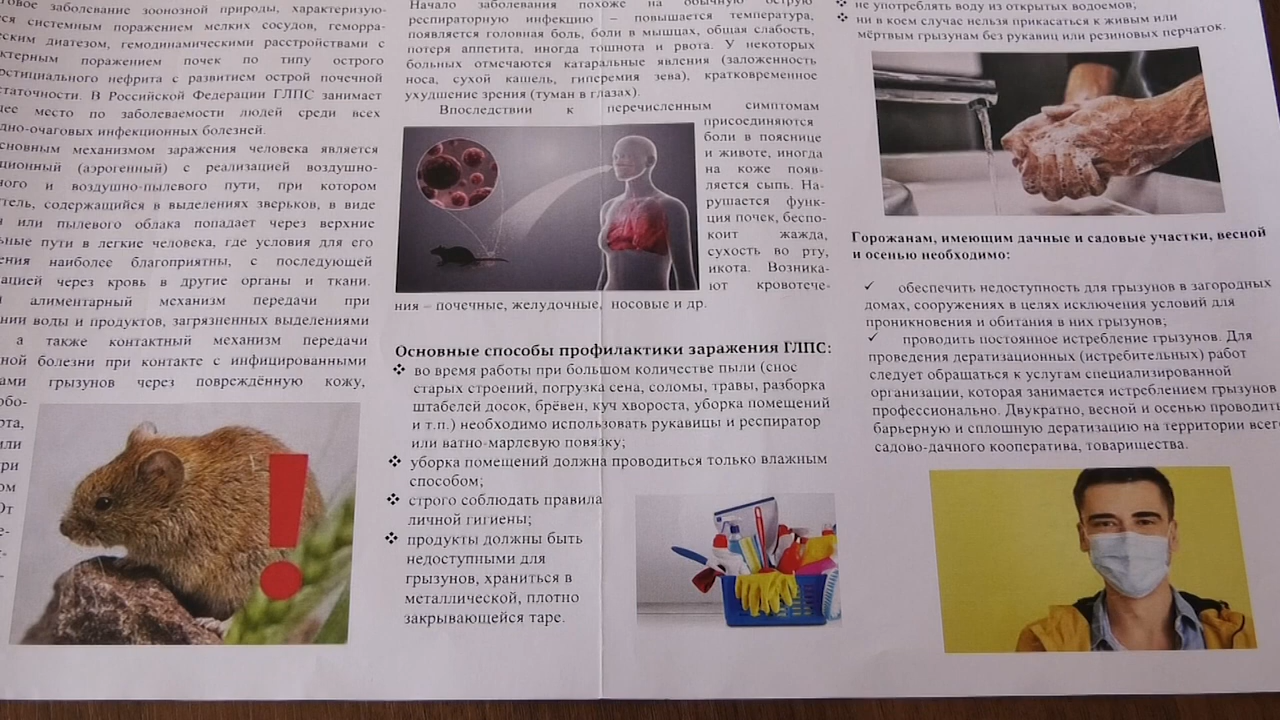 заболевание зоонозной природы, характеризую-
системным поражением мелких сосудов, геморра-
диатезом, гемодинамическими расстройствами с
поражением почек по типу острого
нефрита с развитием острой почечной
В Российской Федерации ГЛПС занимает
место по заболеваемости людей среди всех
инфекционных болезней.
механизмом заражения человека является
(аэрогенный) с реализацией воздушно-
и воздушно-пылевого пути, при котором
содержащийся в выделениях зверьков, в виде
или пылевого облака попадает через верхние
пути в легкие человека, где условия для его
наиболее благоприятны, с последующей
через кровь в другие органы и ткани.
алиментарный механизм передачи при
воды и продуктов, загрязненных выделениями
а также контактный механизм передачи
болезни при контакте с инфицированными
грызунов через повреждённую кожу,
Начало заболевания похоже на обычную острую
респираторную инфекцию – повышается температура,
появляется головная боль, боли в мышцах, общая слабость,
потеря аппетита, иногда тошнота и рвота. У некоторых
больных отмечаются катаральные явления (заложенность
носа, сухой кашель, гиперемия зева), кратковременное
ухудшение зрения (туман в глазах).
Впоследствии к перечисленным симптомам
присоединяются
боли в пояснице
и животе, иногда
на коже появ-
ляется сыпь. На-
рушается функ-
ция почек, беспо-
коит жажда,
сухость во рту,
икота. Возника-
ют кровотече-
ния – почечные, желудочные, носовые и др.
Основные способы профилактики заражения ГЛПС:
❖ во время работы при большом количестве пыли (снос
старых строений, погрузка сена, соломы, травы, разборка
штабелей досок, брёвен, куч хвороста, уборка помещений
и т.п.) необходимо использовать рукавицы и респиратор
или ватно-марлевую повязку;
❖ уборка помещений должна проводиться только влажным
способом;
❖ строго соблюдать правила
личной гигиены;
❖ продукты должны быть
недоступными для
грызунов, храниться в
металлической, плотно
закрывающейся таре.
❖ не употреблять воду из открытых водоемов;
❖ ни в коем случае нельзя прикасаться к живым или
мёртвым грызунам без рукавиц или резиновых перчаток.
Горожанам, имеющим дачные и садовые участки, весной
и осенью необходимо:
✓ обеспечить недоступность для грызунов в загородных
домах, сооружениях в целях исключения условий для
проникновения и обитания в них грызунов;
✓ проводить постоянное истребление грызунов. Для
проведения дератизационных (истребительных) работ
следует обращаться к услугам специализированной
организации, которая занимается истреблением грызунов
профессионально. Двукратно, весной и осенью проводить
барьерную и сплошную дератизацию на территории всего
садово-дачного кооператива, товарищества.